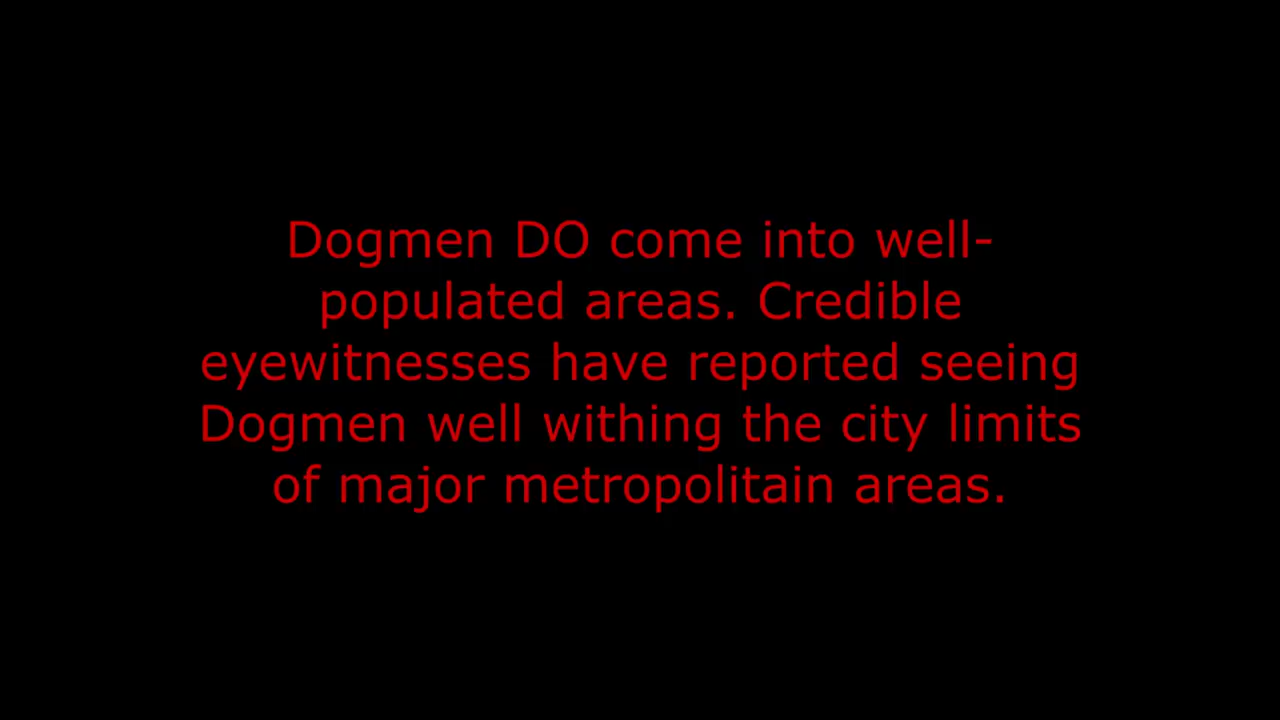 Dogmen DO come into well-
populated areas. Credible
eyewitnesses have reported seeing
Dogmen well withing the city limits
of major metropolitain areas.